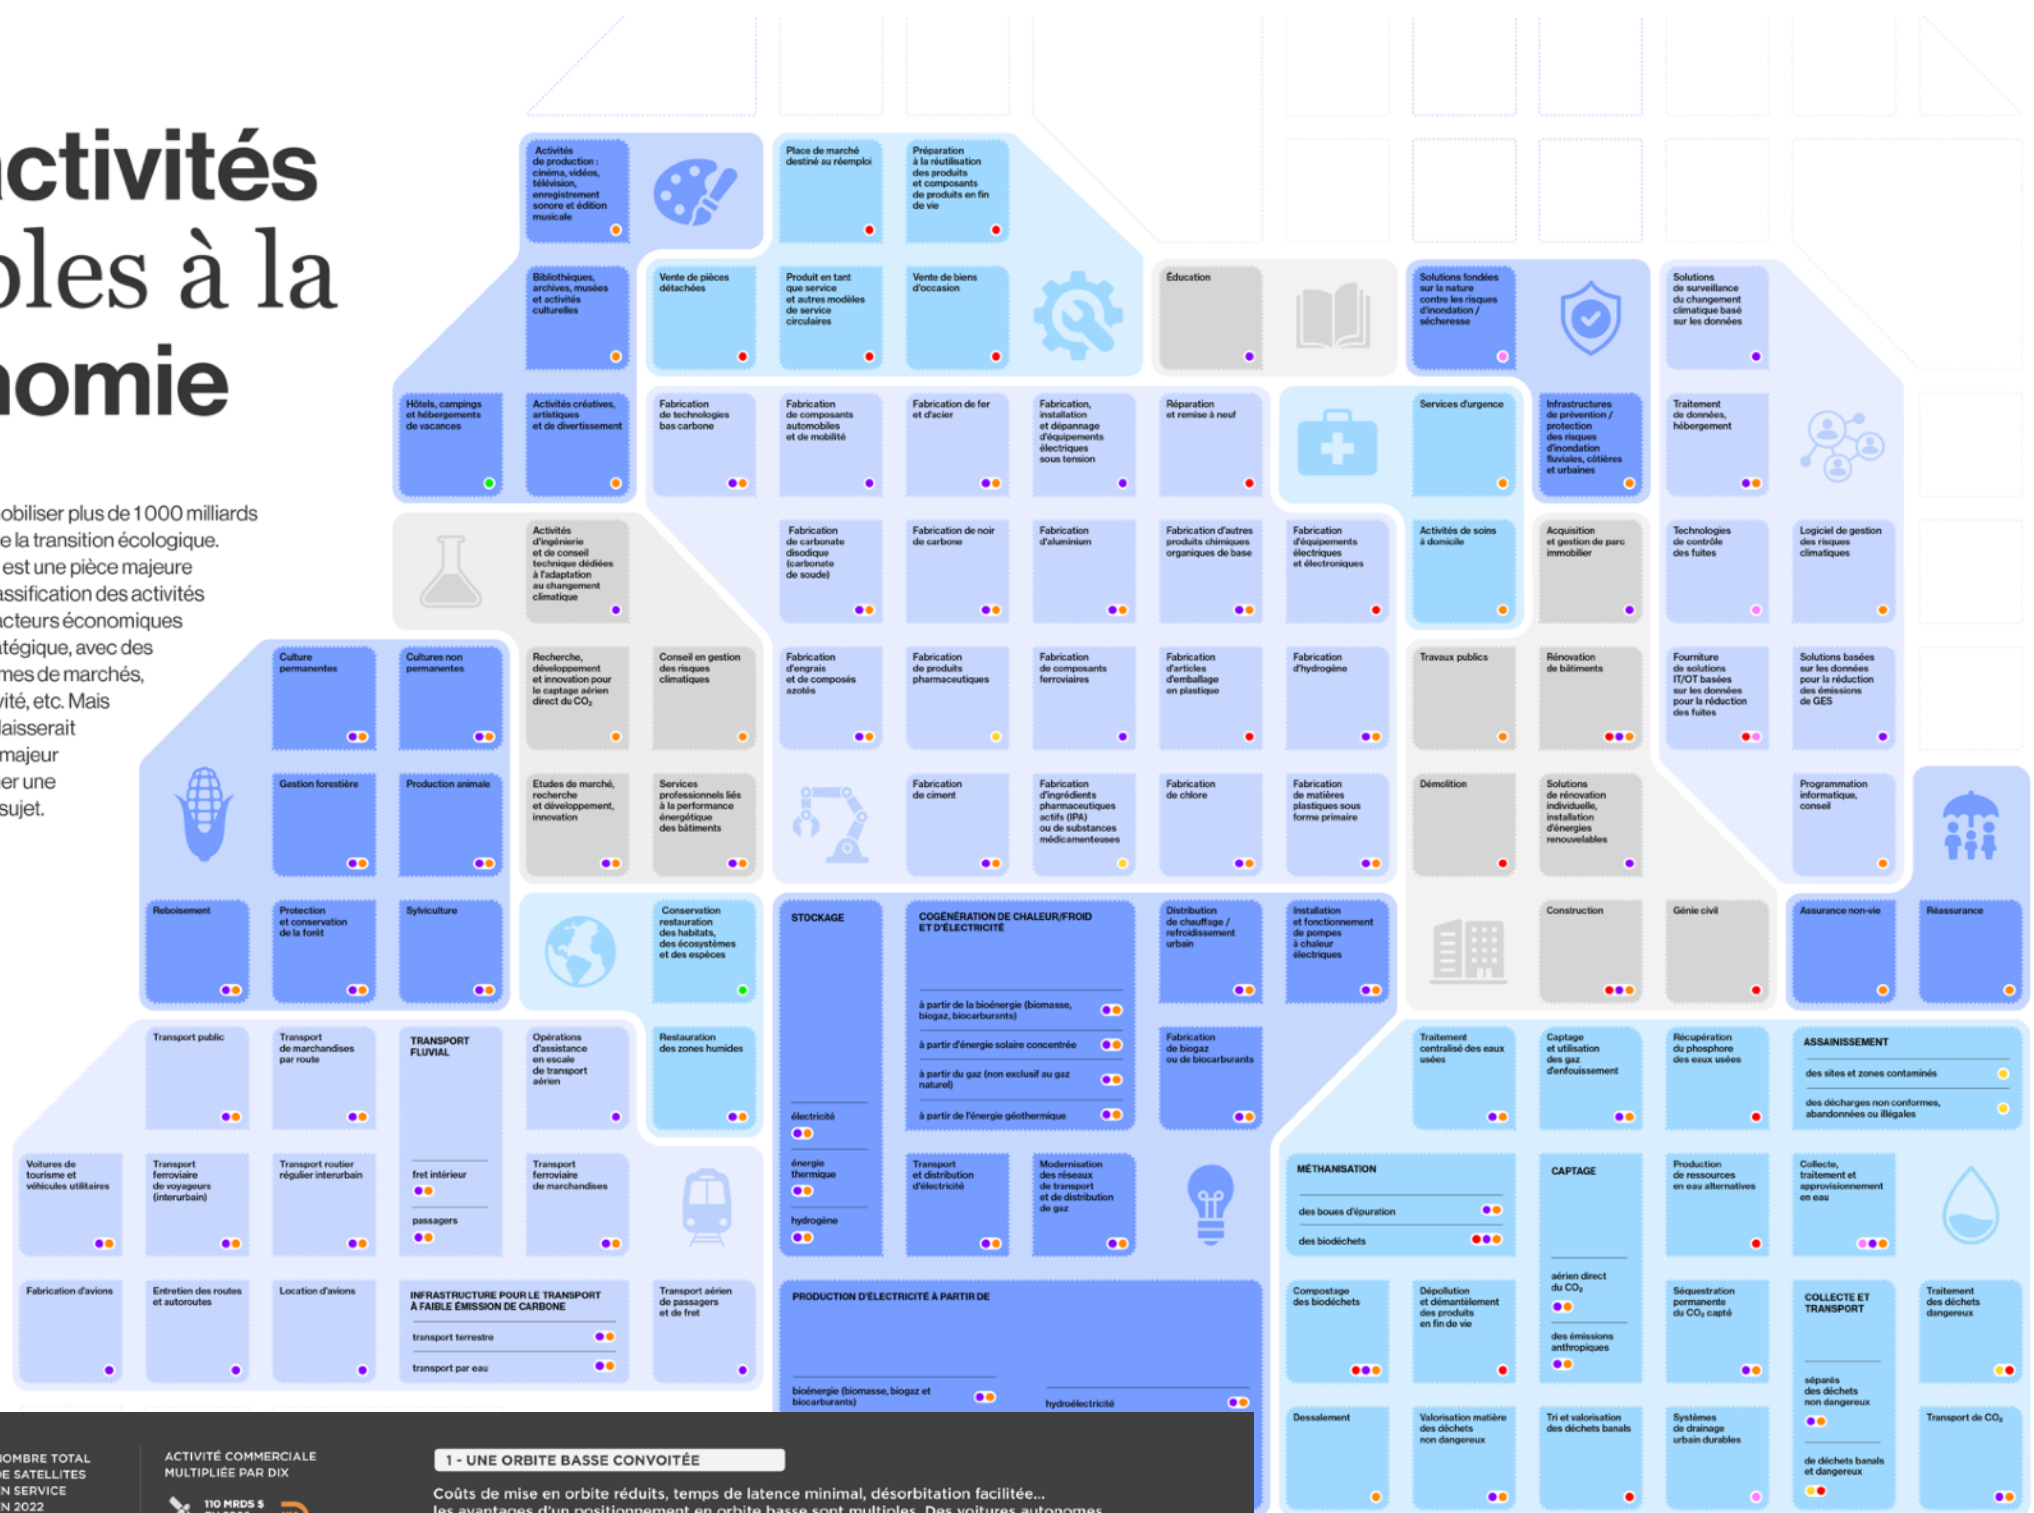 activités
bles à la
nomie
obiliser plus de 1000 milliards
e la transition écologique.
est une pièce majeure
assification des activités
acteurs économiques
atégique, avec des
mes de marchés,
vité, etc. Mais
laisserait
majeur
er une
sujet.
Activités
de production :
cinéma, vidéos,
télévision,
enregistrement
sonore et édition
musicale
Place de marché
destiné au réemploi
Préparation
à la réutilisation
des produits
et composants
de produits en fin
de vie
Bibliothèques,
archives, musées
et activités
culturelles
Vente de pièces
détachées
Produit en tant
que service
et autres modèles
de service
circulaires
Vente de biens
d'occasion
Éducation
Solutions fondées
sur la nature
contre les risques
d'inondation /
sécheresse
Solutions
de surveillance
du changement
climatique basé
sur les données
Hôtels, campings
et hébergements
de vacances
Activités créatives,
artistiques
et de divertissement
Fabrication
de technologies
bas carbone
Fabrication
de composants
automobiles
et de mobilité
Fabrication de fer
et d'acier
Fabrication,
installation
et dépannage
d'équipements
électriques
sous tension
Réparation
et remise à neuf
Services d'urgence
Infrastructures
de prévention /
protection
des risques
d'inondation
fluviales, côtières
et urbaines
Traitement
de données,
hébergement
Activités
d'ingénierie
et de conseil
technique dédiées
à l'adaptation
au changement
climatique
Fabrication
de carbonate
disodique
(carbonate
de soude)
Fabrication de noir
de carbone
Fabrication
d'aluminium
Fabrication d'autres
produits chimiques
organiques de base
Fabrication
d'équipements
électriques
et électroniques
Activités de soins
à domicile
Acquisition
et gestion de parc
immobilier
Technologies
de contrôle
des fuites
Logiciel de gestion
des risques
climatiques
Culture
permanentes
Cultures non
permanentes
Recherche,
développement
et innovation pour
le captage aérien
direct du CO₂
Conseil en gestion
des risques
climatiques
Fabrication
d'engrais
et de composés
azotés
Fabrication
de produits
pharmaceutiques
Fabrication
de composants
ferroviaires
Fabrication
d'articles
d'emballage
en plastique
Fabrication
d'hydrogène
Travaux publics
Rénovation
de bâtiments
Fourniture
de solutions
IT/OT basées
sur les données
pour la réduction
des fuites
Solutions basées
sur les données
pour la réduction
des émissions
de GES
Gestion forestière
Production animale
Etudes de marché,
recherche
et développement,
innovation
Services
professionnels liés
à la performance
énergétique
des bâtiments
Fabrication
de ciment
Fabrication
d'ingrédients
pharmaceutiques
actifs (IPA)
ou de substances
médicamenteuses
Fabrication
de chlore
Fabrication
de matières
plastiques sous
forme primaire
Démolition
Solutions
de rénovation
individuelle,
installation
d'énergies
renouvelables
Programmation
informatique,
conseil
Reboisement
Protection
et conservation
de la forêt
Sylviculture
Conservation
restauration
des habitats,
des écosystèmes
et des espèces
STOCKAGE
électricité
énergie
thermique
hydrogène
COGÉNÉRATION DE CHALEUR/FROID
ET D'ÉLECTRICITÉ
à partir de la bioénergie (biomasse,
biogaz, biocarburants)
à partir d'énergie solaire concentrée
à partir du gaz (non exclusif au gaz
naturel)
à partir de l'énergie géothermique
Distribution
de chauffage /
refroidissement
urbain
Installation
et fonctionnement
de pompes
à chaleur
électriques
Construction
Génie civil
Assurance non-vie
Réassurance
Transport public
Transport
de marchandises
par route
TRANSPORT
FLUVIAL
fret intérieur
passagers
Opérations
d'assistance
en escale
de transport
aérien
Restauration
des zones humides
Fabrication
de biogaz
ou de biocarburants
Traitement
centralisé des eaux
usées
Captage
et utilisation
des gaz
d'enfouissement
Récupération
du phosphore
des eaux usées
ASSAINISSEMENT
des sites et zones contaminés
des décharges non conformes,
abandonnées ou illégales
Voitures de
tourisme et
véhicules utilitaires
Transport
ferroviaire
de voyageurs
(interurbain)
Transport routier
régulier interurbain
Transport
ferroviaire
de marchandises
Transport
et distribution
d'électricité
Modernisation
des réseaux
de transport
et de distribution
de gaz
MÉTHANISATION
des boues d'épuration
des biodéchets
CAPTAGE
aérien direct
du CO₂
des émissions
anthropiques
Production
de ressources
en eau alternatives
Collecte,
traitement et
approvisionnement
en eau
Fabrication d'avions
Entretien des routes
et autoroutes
Location d'avions
INFRASTRUCTURE POUR LE TRANSPORT
À FAIBLE ÉMISSION DE CARBONE
transport terrestre
transport par eau
Transport aérien
de passagers
et de fret
PRODUCTION D'ÉLECTRICITÉ À PARTIR DE
bioénergie (biomasse, biogaz et
biocarburants)
hydroélectricité
Compostage
des biodéchets
Dépollution
et démantèlement
des produits
en fin de vie
Séquestration
permanente
du CO₂ capté
COLLECTE ET
TRANSPORT
séparés
des déchets
non dangereux
de déchets banals
et dangereux
Traitement
des déchets
dangereux
Dessalement
Valorisation matière
des déchets
non dangereux
Tri et valorisation
des déchets banals
Systèmes
de drainage
urbain durables
Transport de CO₂
NOMBRE TOTAL
DE SATELLITES
EN SERVICE
EN 2022
ACTIVITÉ COMMERCIALE
MULTIPLIÉE PAR DIX
110 MRDS $
1 - UNE ORBITE BASSE CONVOITÉE
Coûts de mise en orbite réduits, temps de latence minimal, désorbitation facilitée...
les avantages d'un positionnement en orbite basse sont multiples. Des voitures autonomes